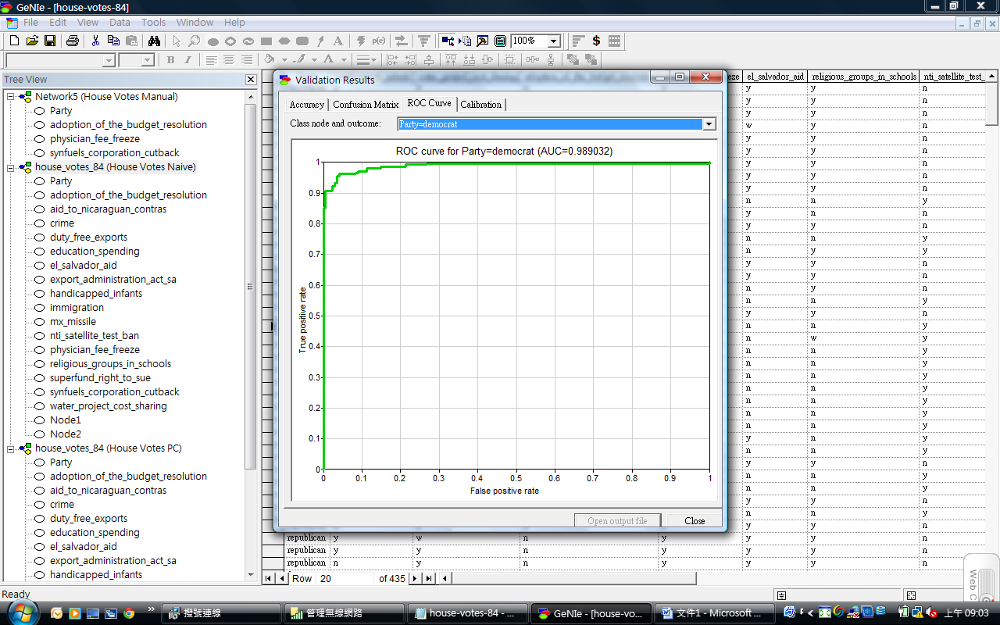 GeNIe - [house-votes-84]
File Edit View Data Tools Window Help
p(e) 100% $
B I A
Tree View
Network5 (House Votes Manual)
Party
adoption_of_the_budget_resolution
physician_fee_freeze
synfuels_corporation_cutback
house_votes_84 (House Votes Naive)
Party
adoption_of_the_budget_resolution
aid_to_nicaraguan_contras
crime
duty_free_exports
education_spending
el_salvador_aid
export_administration_act_sa
handicapped_infants
immigration
mx_missile
nti_satellite_test_ban
physician_fee_freeze
religious_groups_in_schools
superfund_right_to_sue
synfuels_corporation_cutback
water_project_cost_sharing
Node1
Node2
house_votes_84 (House Votes PC)
Party
adoption_of_the_budget_resolution
aid_to_nicaraguan_contras
crime
duty_free_exports
education_spending
el_salvador_aid
export_administration_act_sa
handicapped_infants
Validation Results
Accuracy Confusion Matrix ROC Curve Calibration
Class node and outcome: Party=democrat
ROC curve for Party=democrat (AUC=0.989032)
1
0.9
0.8
0.7
0.6
0.5
0.4
0.3
0.2
0.1
0
True positive rate
0 0.1 0.2 0.3 0.4 0.5 0.6 0.7 0.8 0.9 1
False positive rate
Open output file Close
eze el_salvador_aid religious_groups_in_schools nti_satellite_test_
y y n
y y n
y y n
w y n
y y n
y y n
y y n
y y n
y y n
n y n
y y n
y y n
n n y
n y y
y y n
y y n
n n n
n n y
y y n
n n y
n w y
n n y
n n y
n n y
n n y
n n y
n n n
n n y
n n y
n n y
n n y
n n y
y n n
y y n
n n y
y y n
republican y w n y y y n
republican y y n y y y n
republican n y n y y y n
Row 20 of 435
Ready
撥號連線
管理無線網路
house-votes-84 - ...
GeNIe - [house-vo...
文件1 - Microsoft ...
上午 09:03
Web C